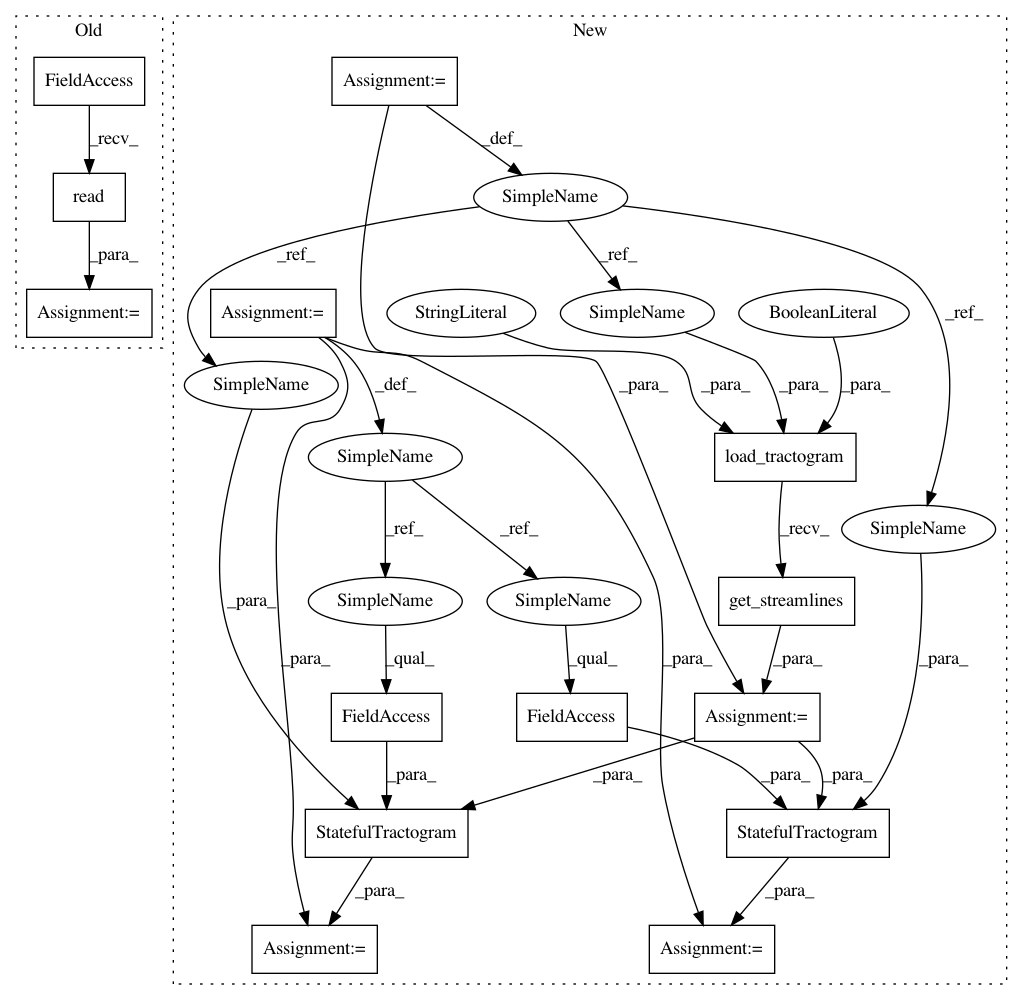 Old
New
FieldAccess
Assignment:=
_recv_
_def_
read
SimpleName
_para_
_ref_
_ref_
_ref_
Assignment:=
Assignment:=
StringLiteral
SimpleName
BooleanLiteral
SimpleName
_def_
_para_
_para_
_para_
_para_
SimpleName
load_tractogram
_ref_
_ref_
_recv_
SimpleName
SimpleName
SimpleName
get_streamlines
_para_
_para_
_qual_
_para_
_qual_
_para_
_para_
FieldAccess
FieldAccess
Assignment:=
_para_
_para_
_para_
_para_
StatefulTractogram
StatefulTractogram
_para_
_para_
Assignment:=
Assignment:=